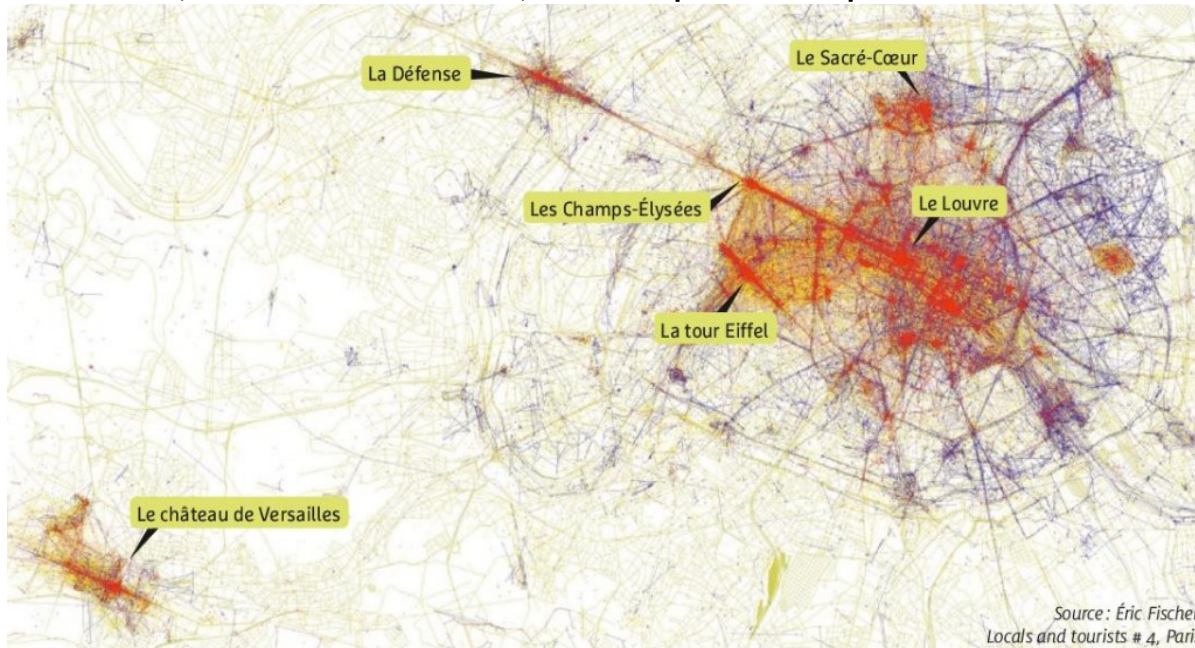 La Défense
Le Sacré-Cœur
Les Champs-Élysées
Le Louvre
La tour Eiffel
Le château de Versailles
Source : Éric Fischer
Locals and tourists # 4, Pari